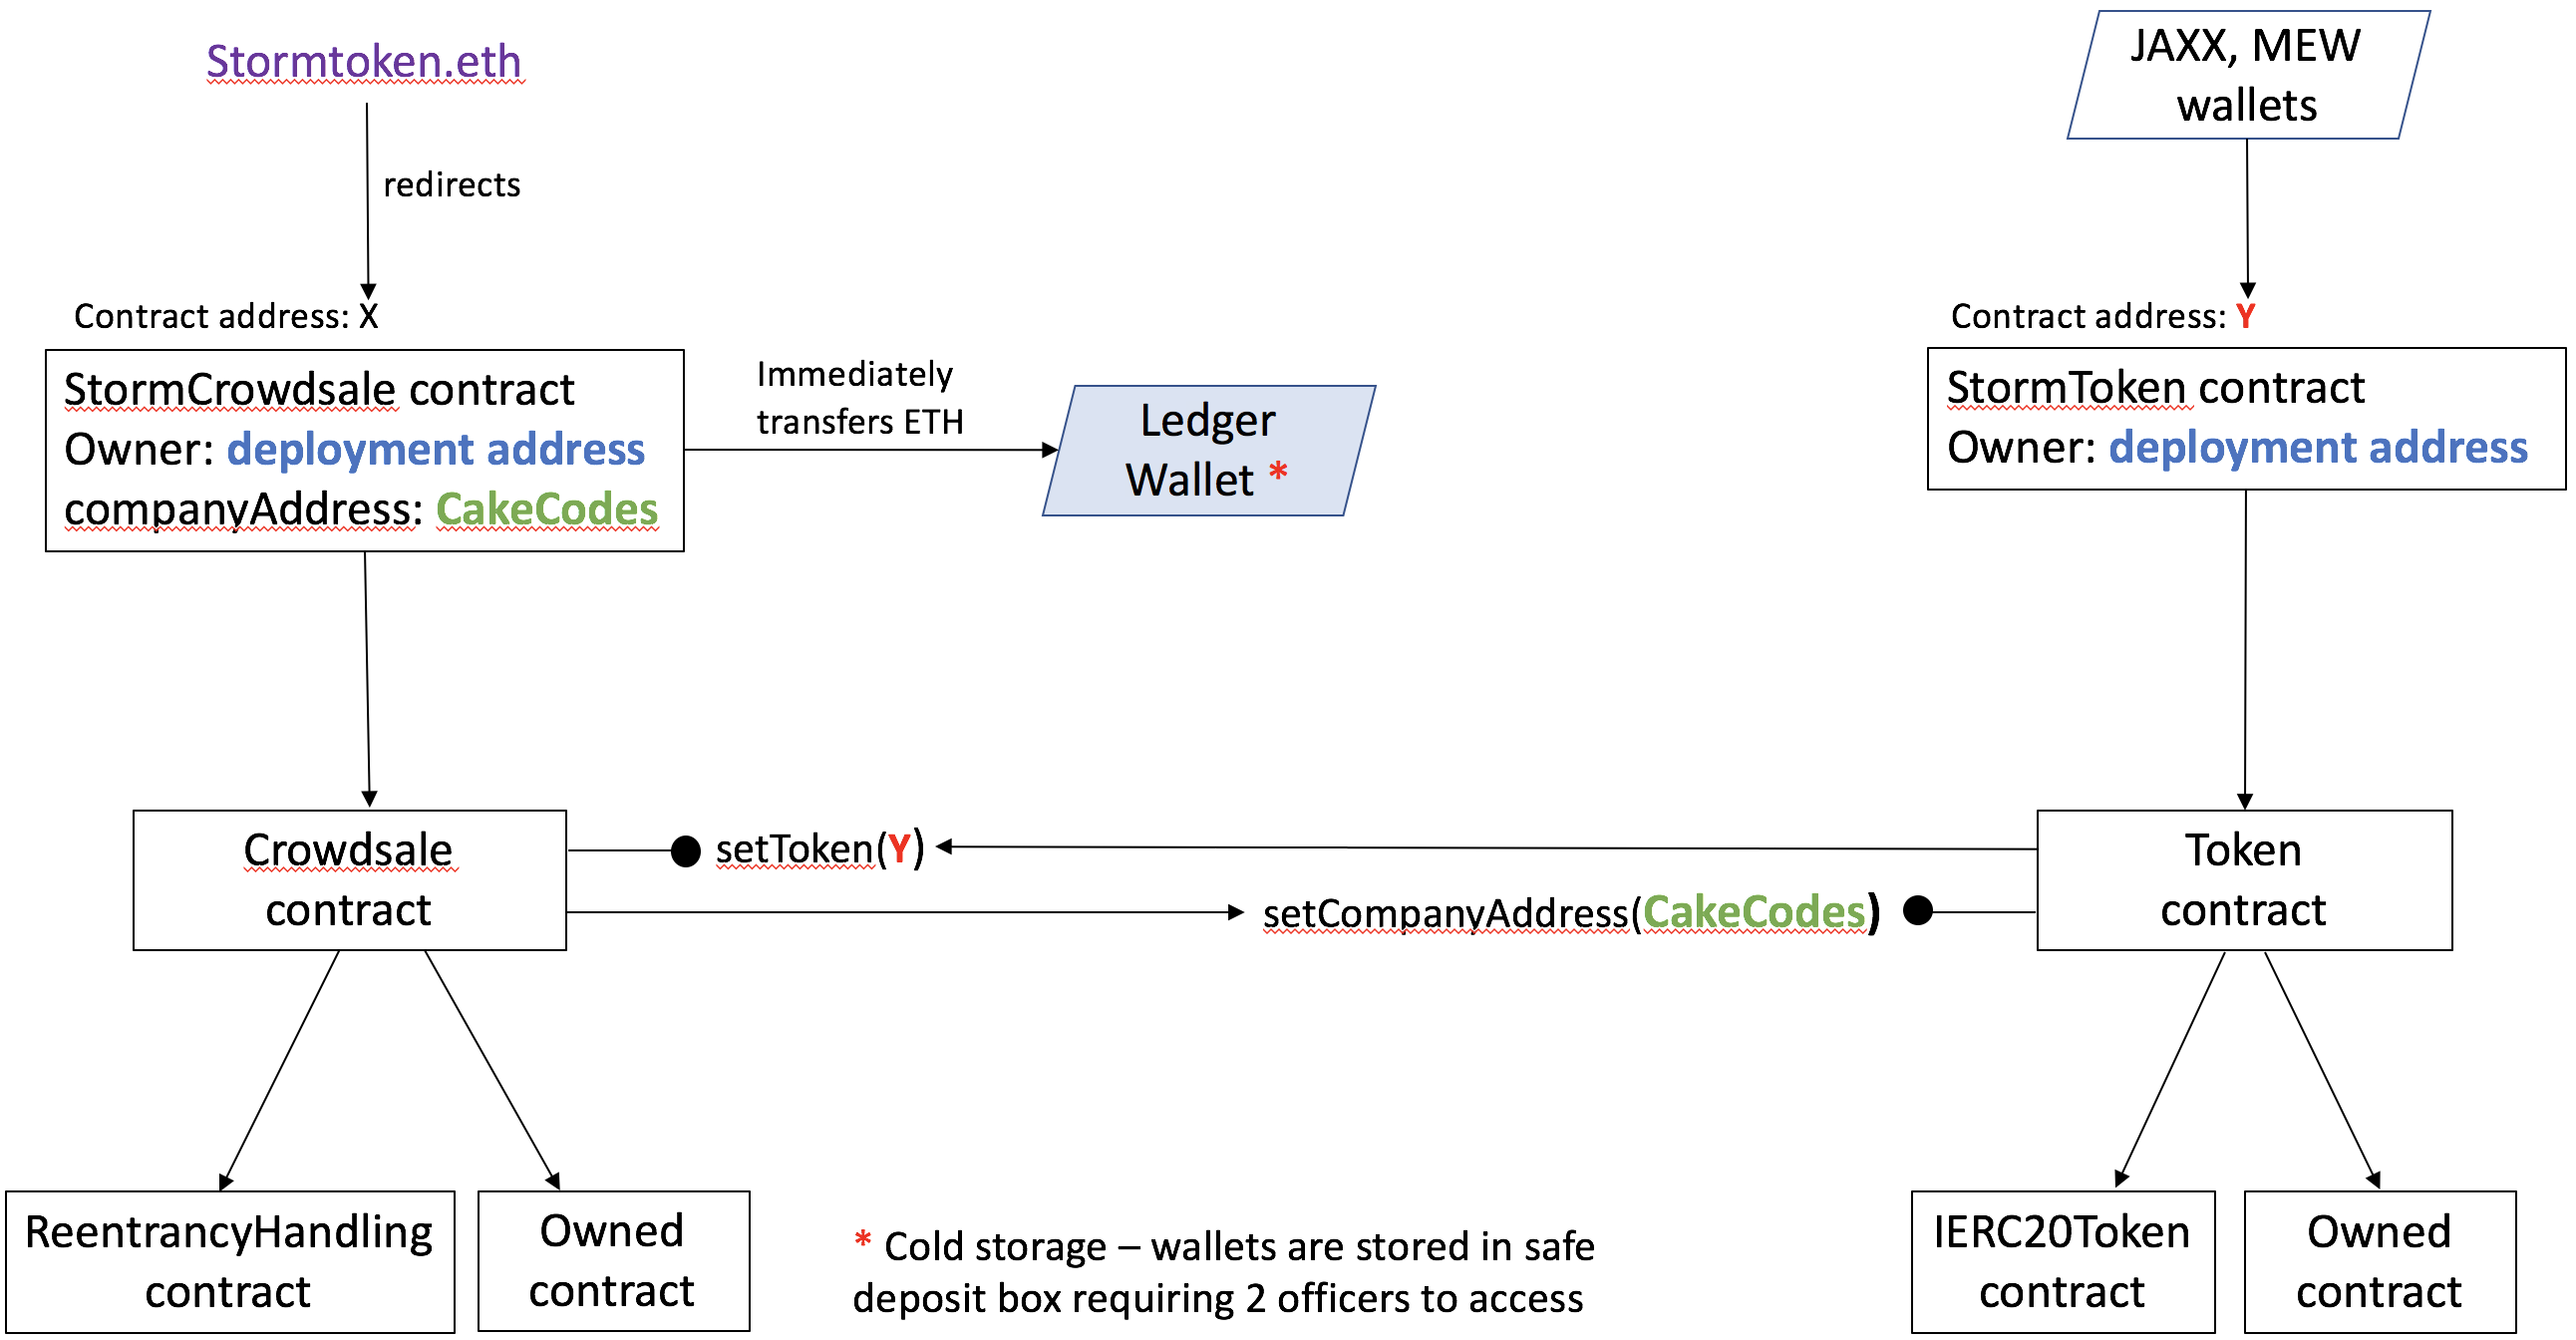 Stormtoken.eth
redirects
Contract address: X
StormCrowdsale contract
Owner: deployment address
companyAddress: CakeCodes
Immediately
transfers ETH
Ledger
Wallet *
JAXX, MEW
wallets
Contract address: Y
StormToken contract
Owner: deployment address
Crowdsale
contract
setToken(Y)
setCompanyAddress(CakeCodes)
Token
contract
ReentrancyHandling
contract
Owned
contract
* Cold storage – wallets are stored in safe
deposit box requiring 2 officers to access
IERC20Token
contract
Owned
contract